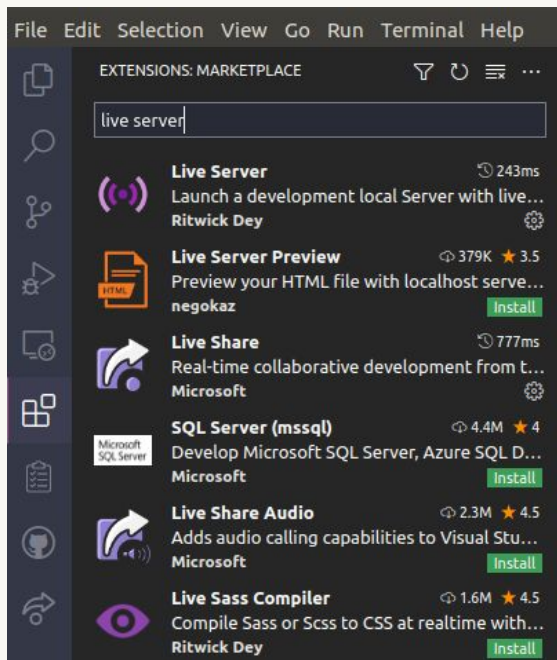 File Edit Selection View Go Run Terminal Help
EXTENSIONS: MARKETPLACE
live server
Live Server 243ms
Launch a development local Server with live...
Ritwick Dey
Live Server Preview 379K ★ 3.5
Preview your HTML file with localhost serve...
negokaz Install
HTML
Live Share 777ms
Real-time collaborative development from t...
Microsoft
SQL Server (mssql) 4.4M ★ 4
Microsoft
SQL Server
Develop Microsoft SQL Server, Azure SQL D...
Microsoft Install
Live Share Audio 2.3M ★ 4.5
Adds audio calling capabilities to Visual Stu...
Microsoft Install
Live Sass Compiler 1.6M ★ 4.5
Compile Sass or Scss to CSS at realtime with...
Ritwick Dey Install